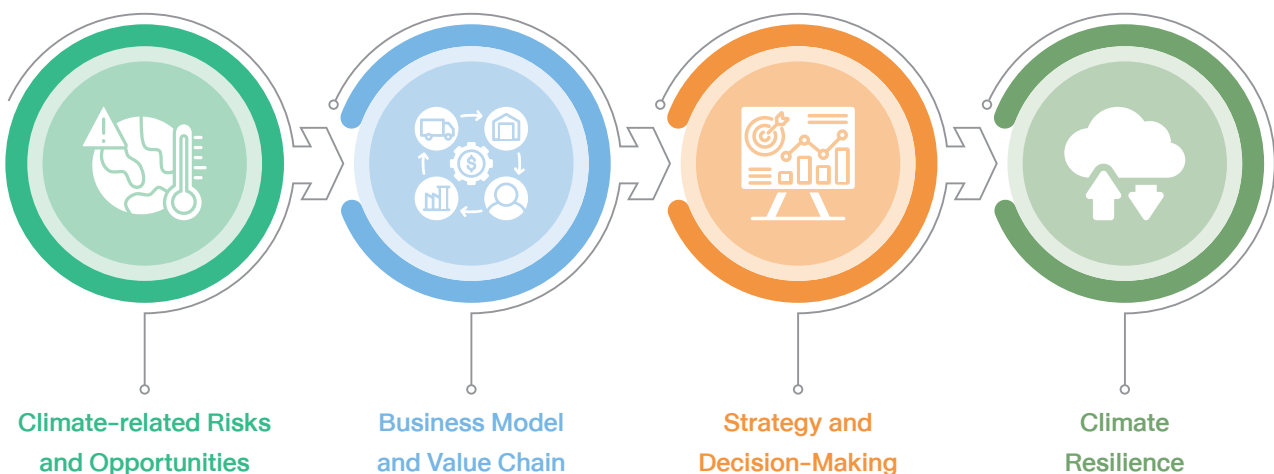 Climate-related Risks
and Opportunities
Business Model
and Value Chain
Strategy and
Decision-Making
Climate
Resilience